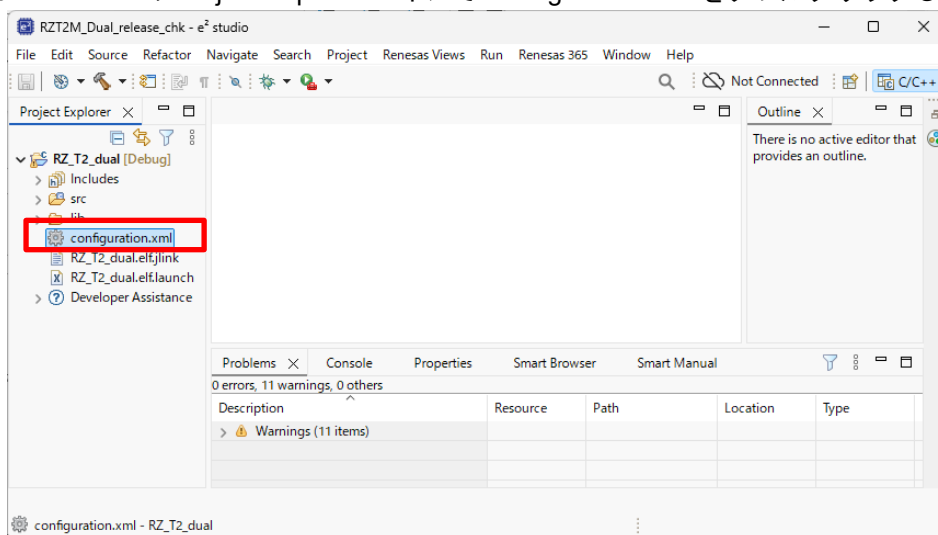 RZT2M_Dual_release_chk - e² studio
File Edit Source Refactor Navigate Search Project Renesas Views Run Renesas 365 Window Help
Not Connected C/C++
Project Explorer
RZ_T2_dual [Debug]
Includes
src
lib
configuration.xml
RZ_T2_dual.elf.jlink
RZ_T2_dual.elf.launch
Developer Assistance
Outline
There is no active editor that
provides an outline.
Problems Console Properties Smart Browser Smart Manual
0 errors, 11 warnings, 0 others
Description Resource Path Location Type
Warnings (11 items)
configuration.xml - RZ_T2_dual